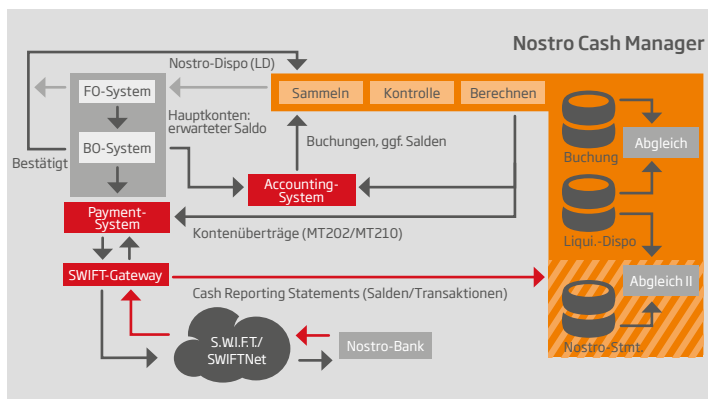 Nostro Cash Manager
Nostro-Dispo (LD)
FO-System
Sammeln
Kontrolle
Berechnen
Hauptkonten:
erwarteter Saldo
BO-System
Buchungen, ggf. Salden
Buchung
Abgleich
Bestätigt
Accounting-
System
Payment-
System
Kontenüberträge (MT202/MT210)
Liqui.-Dispo
SWIFT-Gateway
Abgleich II
Cash Reporting Statements (Salden/Transaktionen)
S.W.I.F.T./
SWIFTNet
Nostro-Bank
Nostro-Stmt.